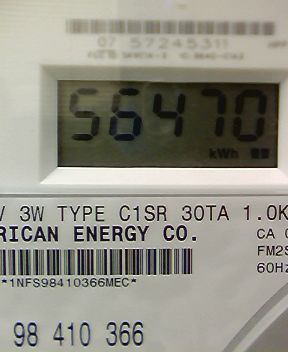 07 57245311
56470
kWh
V 3W TYPE C1SR 30TA 1.0K
RICAN ENERGY CO.
CA
FM2S
60Hz
*1NFS98410366MEC*
98 410 366